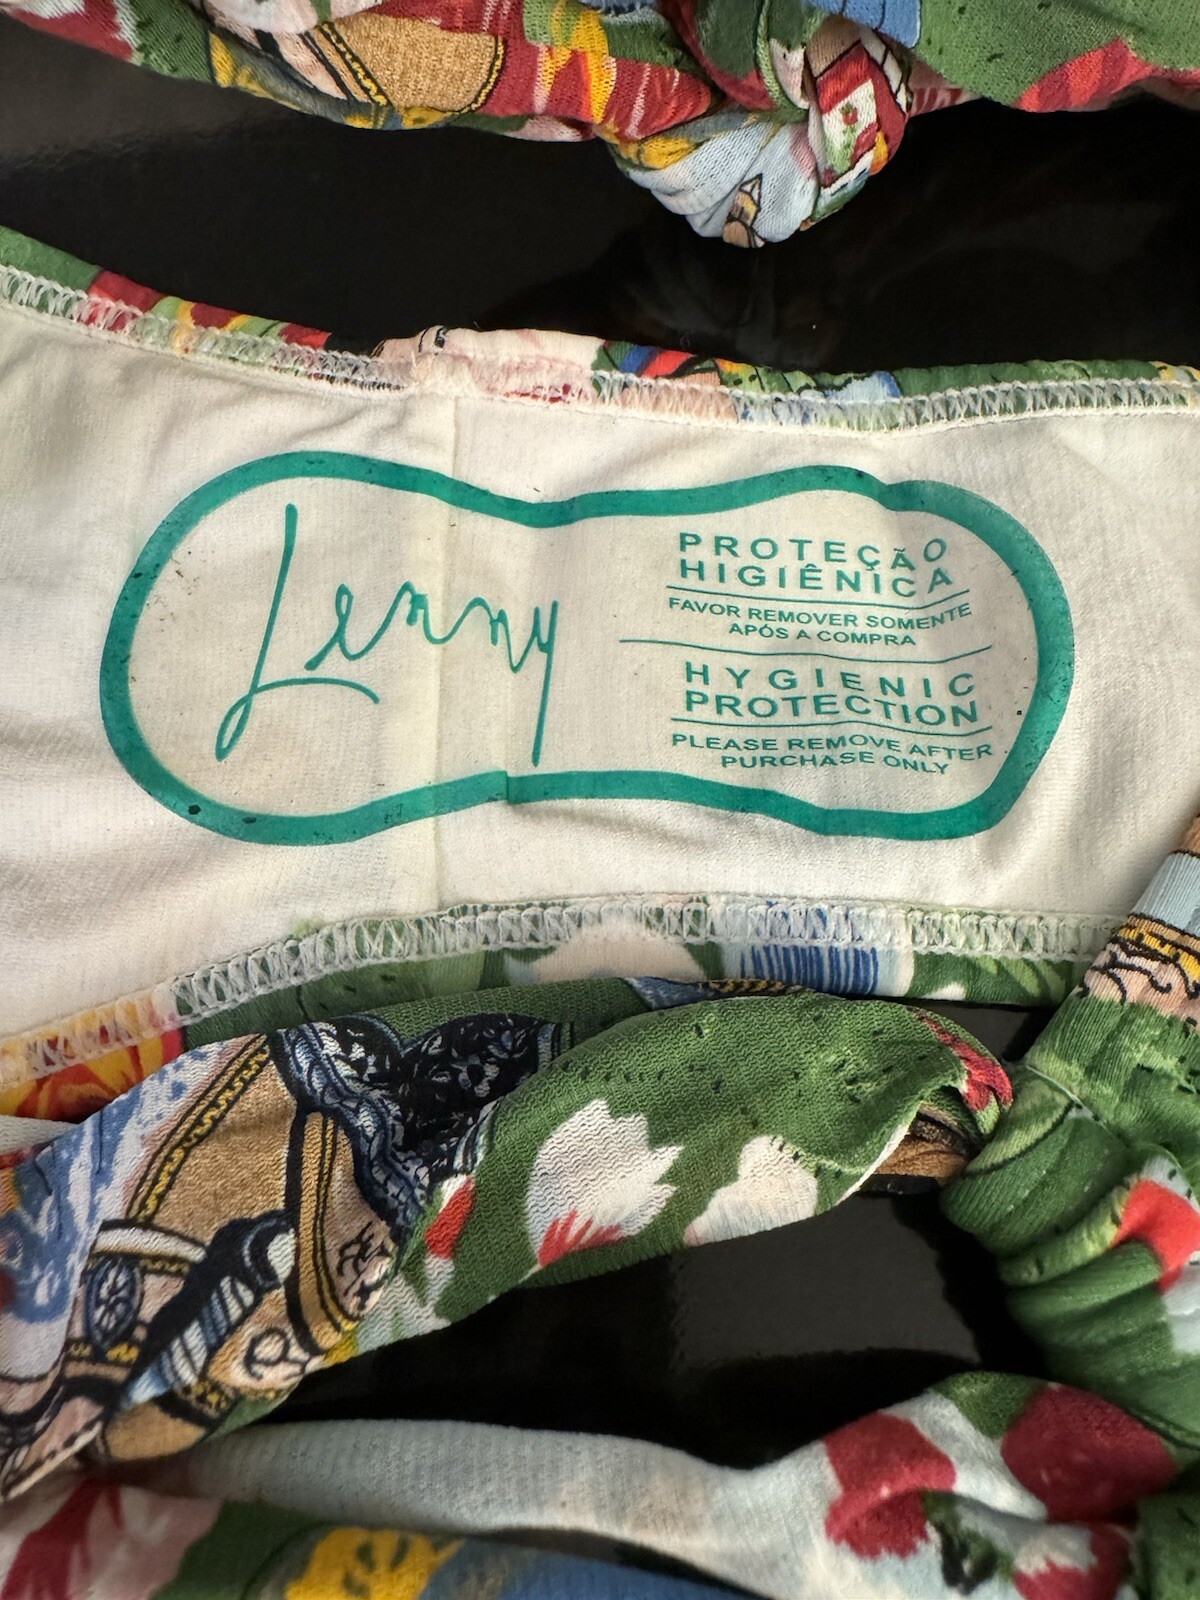 Lenny
PROTEÇÃO
HIGIÊNICA
FAVOR REMOVER SOMENTE
APÓS A COMPRA
HYGIENIC
PROTECTION
PLEASE REMOVE AFTER
PURCHASE ONLY